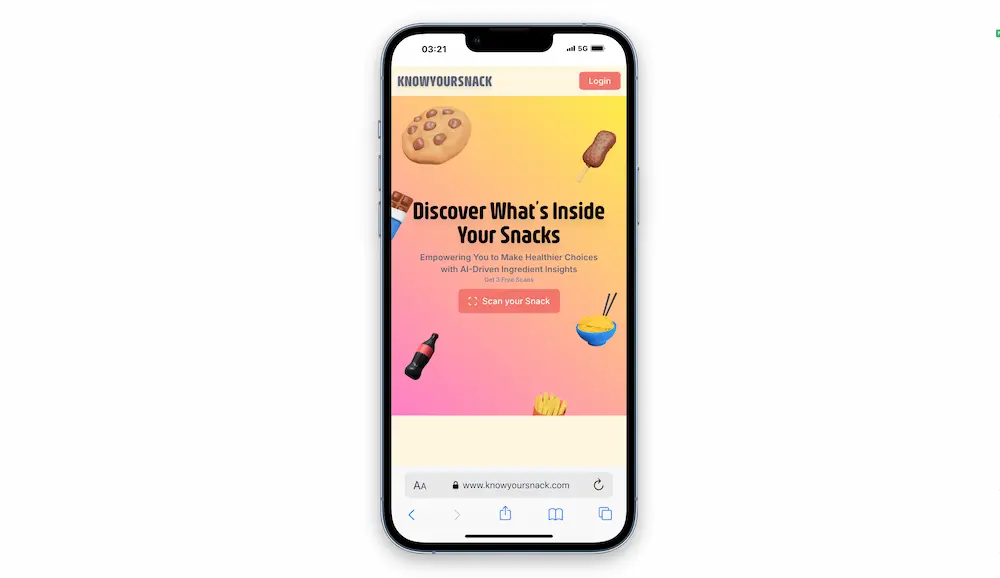 03:21
5G
KNOWYOURSNACK
Login
Discover What's Inside
Your Snacks
Empowering You to Make Healthier Choices
with AI-Driven Ingredient Insights
Get 3 Free Scans
Scan your Snack
AA
www.knowyoursnack.com